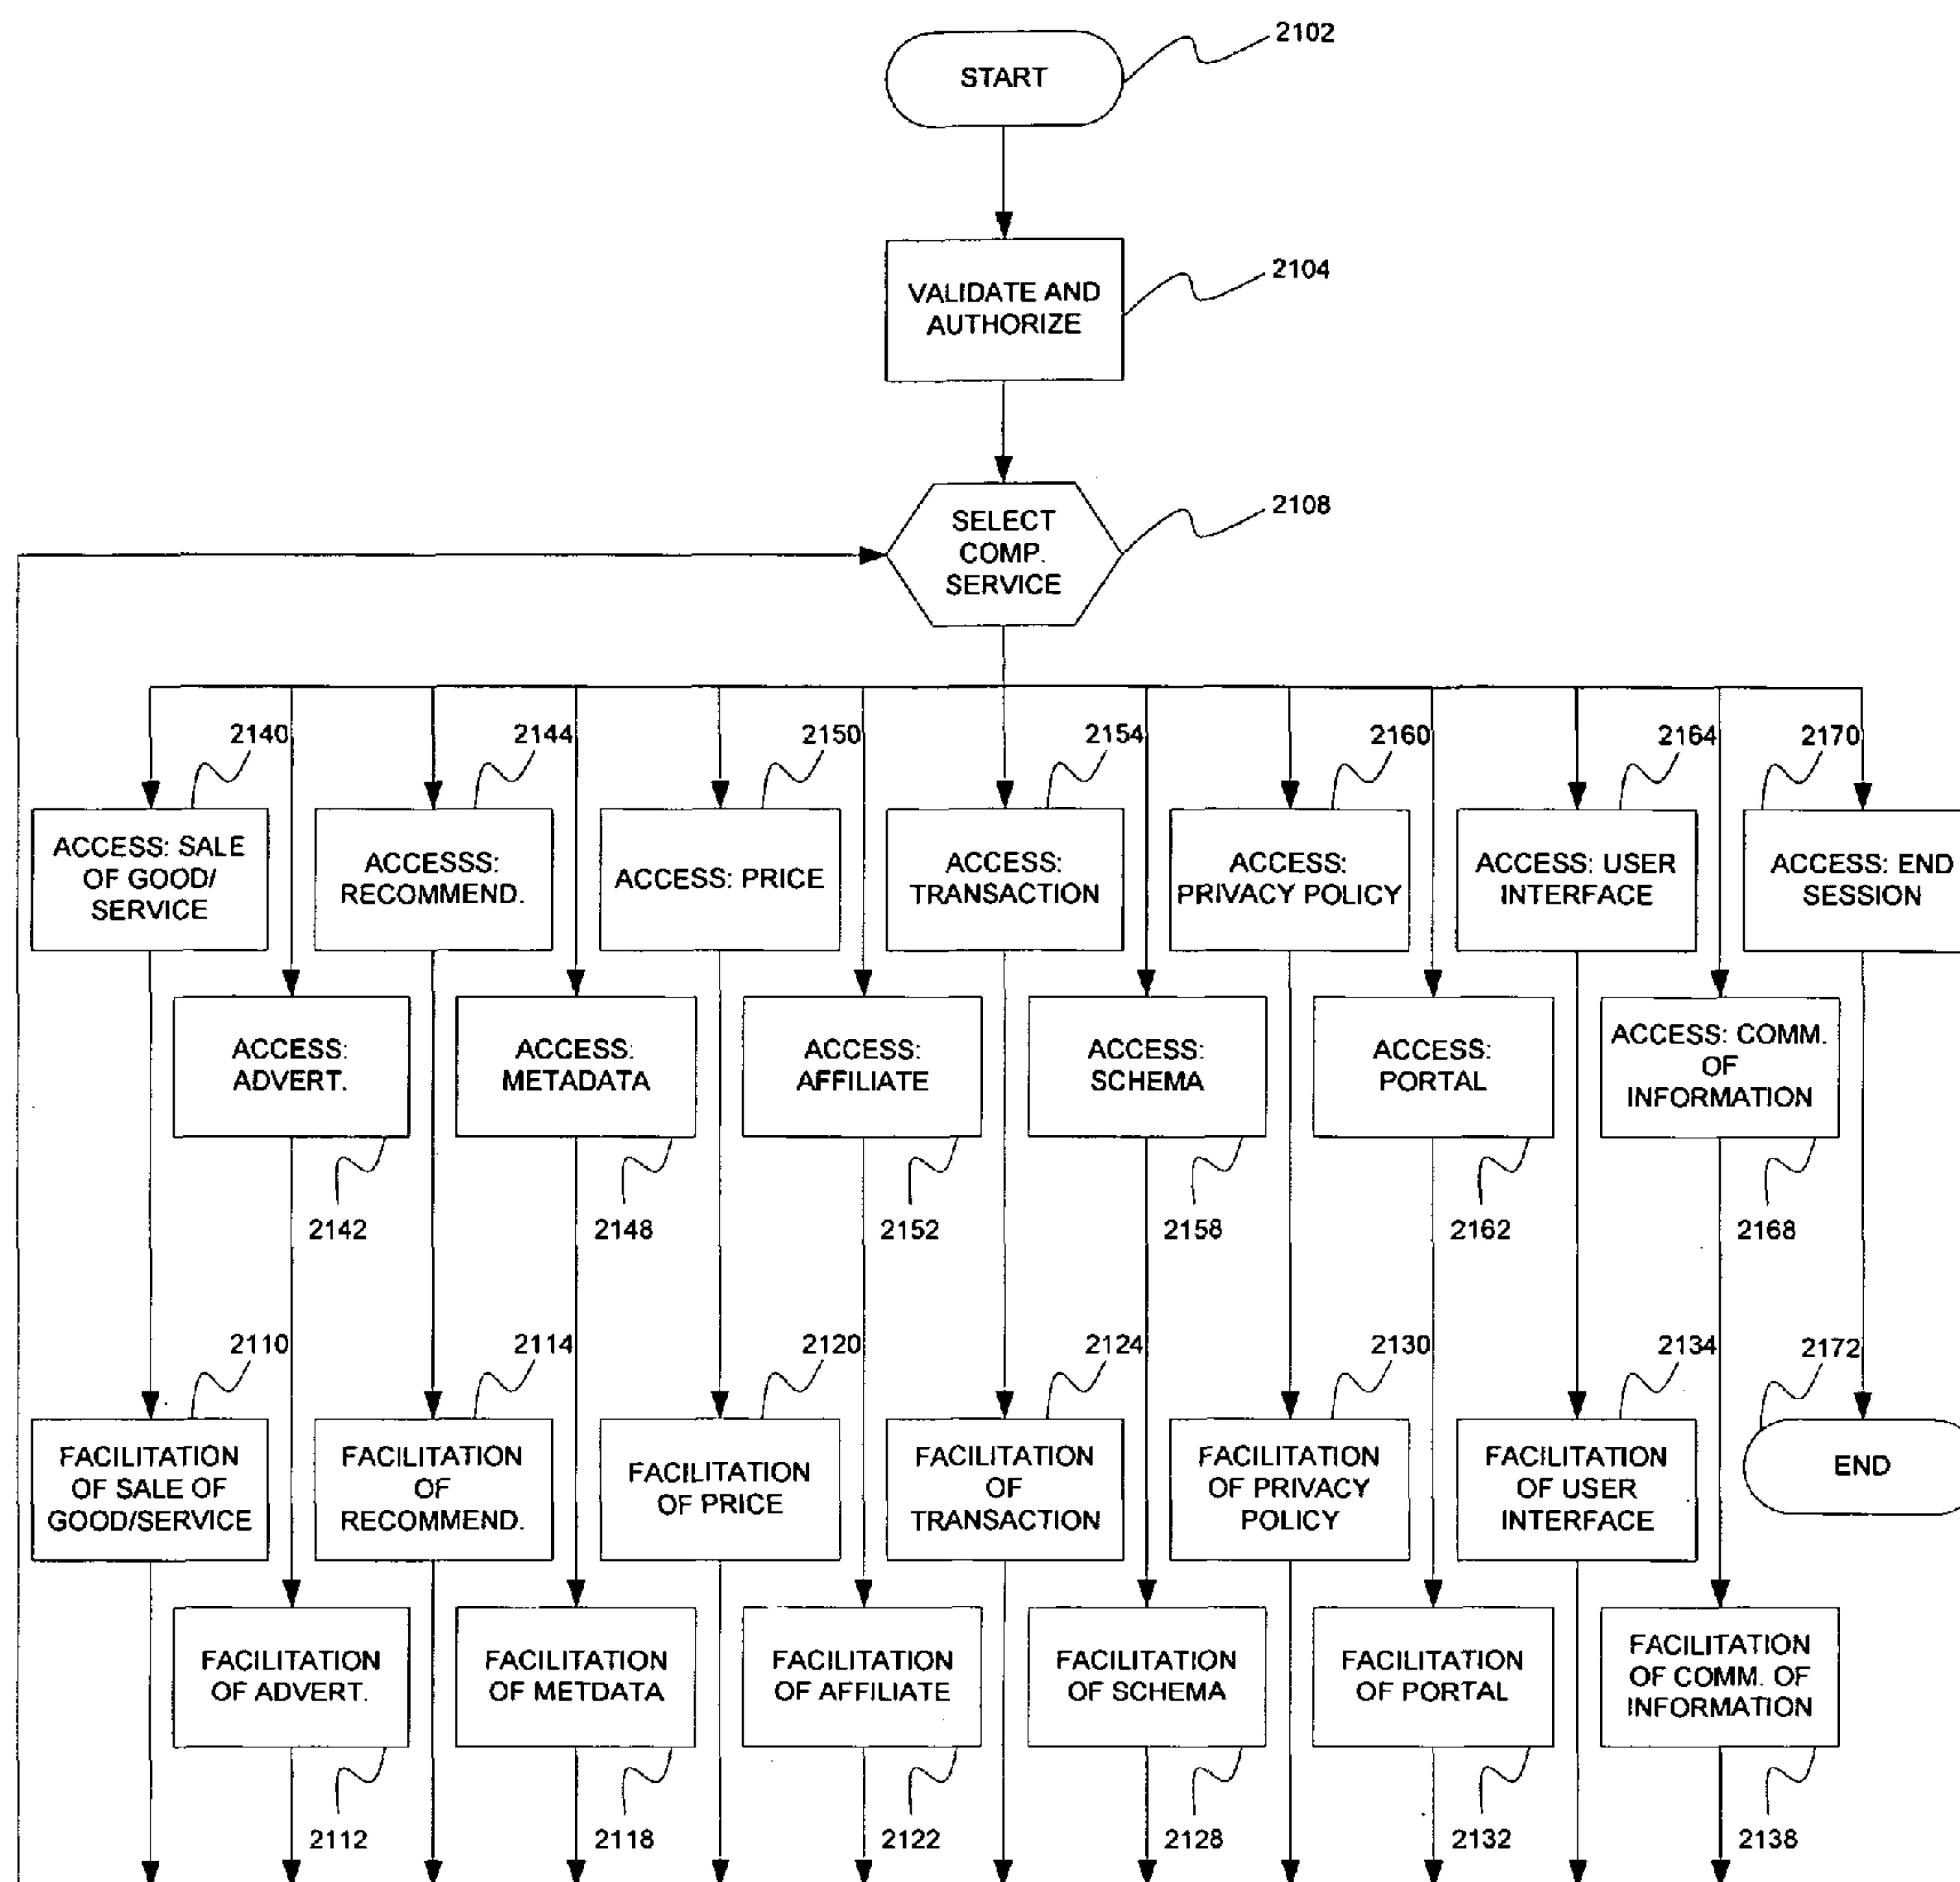 2102
START
2104
VALIDATE AND
AUTHORIZE
2108
SELECT
COMP.
SERVICE
2140
2144
2150
2154
2160
2164
2170
ACCESS: SALE
OF GOOD/
SERVICE
ACCESSS:
RECOMMEND.
ACCESS: PRICE
ACCESS:
TRANSACTION
ACCESS:
PRIVACY POLICY
ACCESS: USER
INTERFACE
ACCESS: END
SESSION
ACCESS:
ADVERT.
ACCESS:
METADATA
ACCESS:
AFFILIATE
ACCESS:
SCHEMA
ACCESS:
PORTAL
ACCESS: COMM.
OF
INFORMATION
2142
2148
2152
2158
2162
2168
2110
2114
2120
2124
2130
2134
2172
FACILITATION
OF SALE OF
GOOD/SERVICE
FACILITATION
OF
RECOMMEND.
FACILITATION
OF PRICE
FACILITATION
OF
TRANSACTION
FACILITATION
OF PRIVACY
POLICY
FACILITATION
OF USER
INTERFACE
END
FACILITATION
OF ADVERT.
FACILITATION
OF METDATA
FACILITATION
OF AFFILIATE
FACILITATION
OF SCHEMA
FACILITATION
OF PORTAL
FACILITATION
OF COMM. OF
INFORMATION
2112
2118
2122
2128
2132
2138